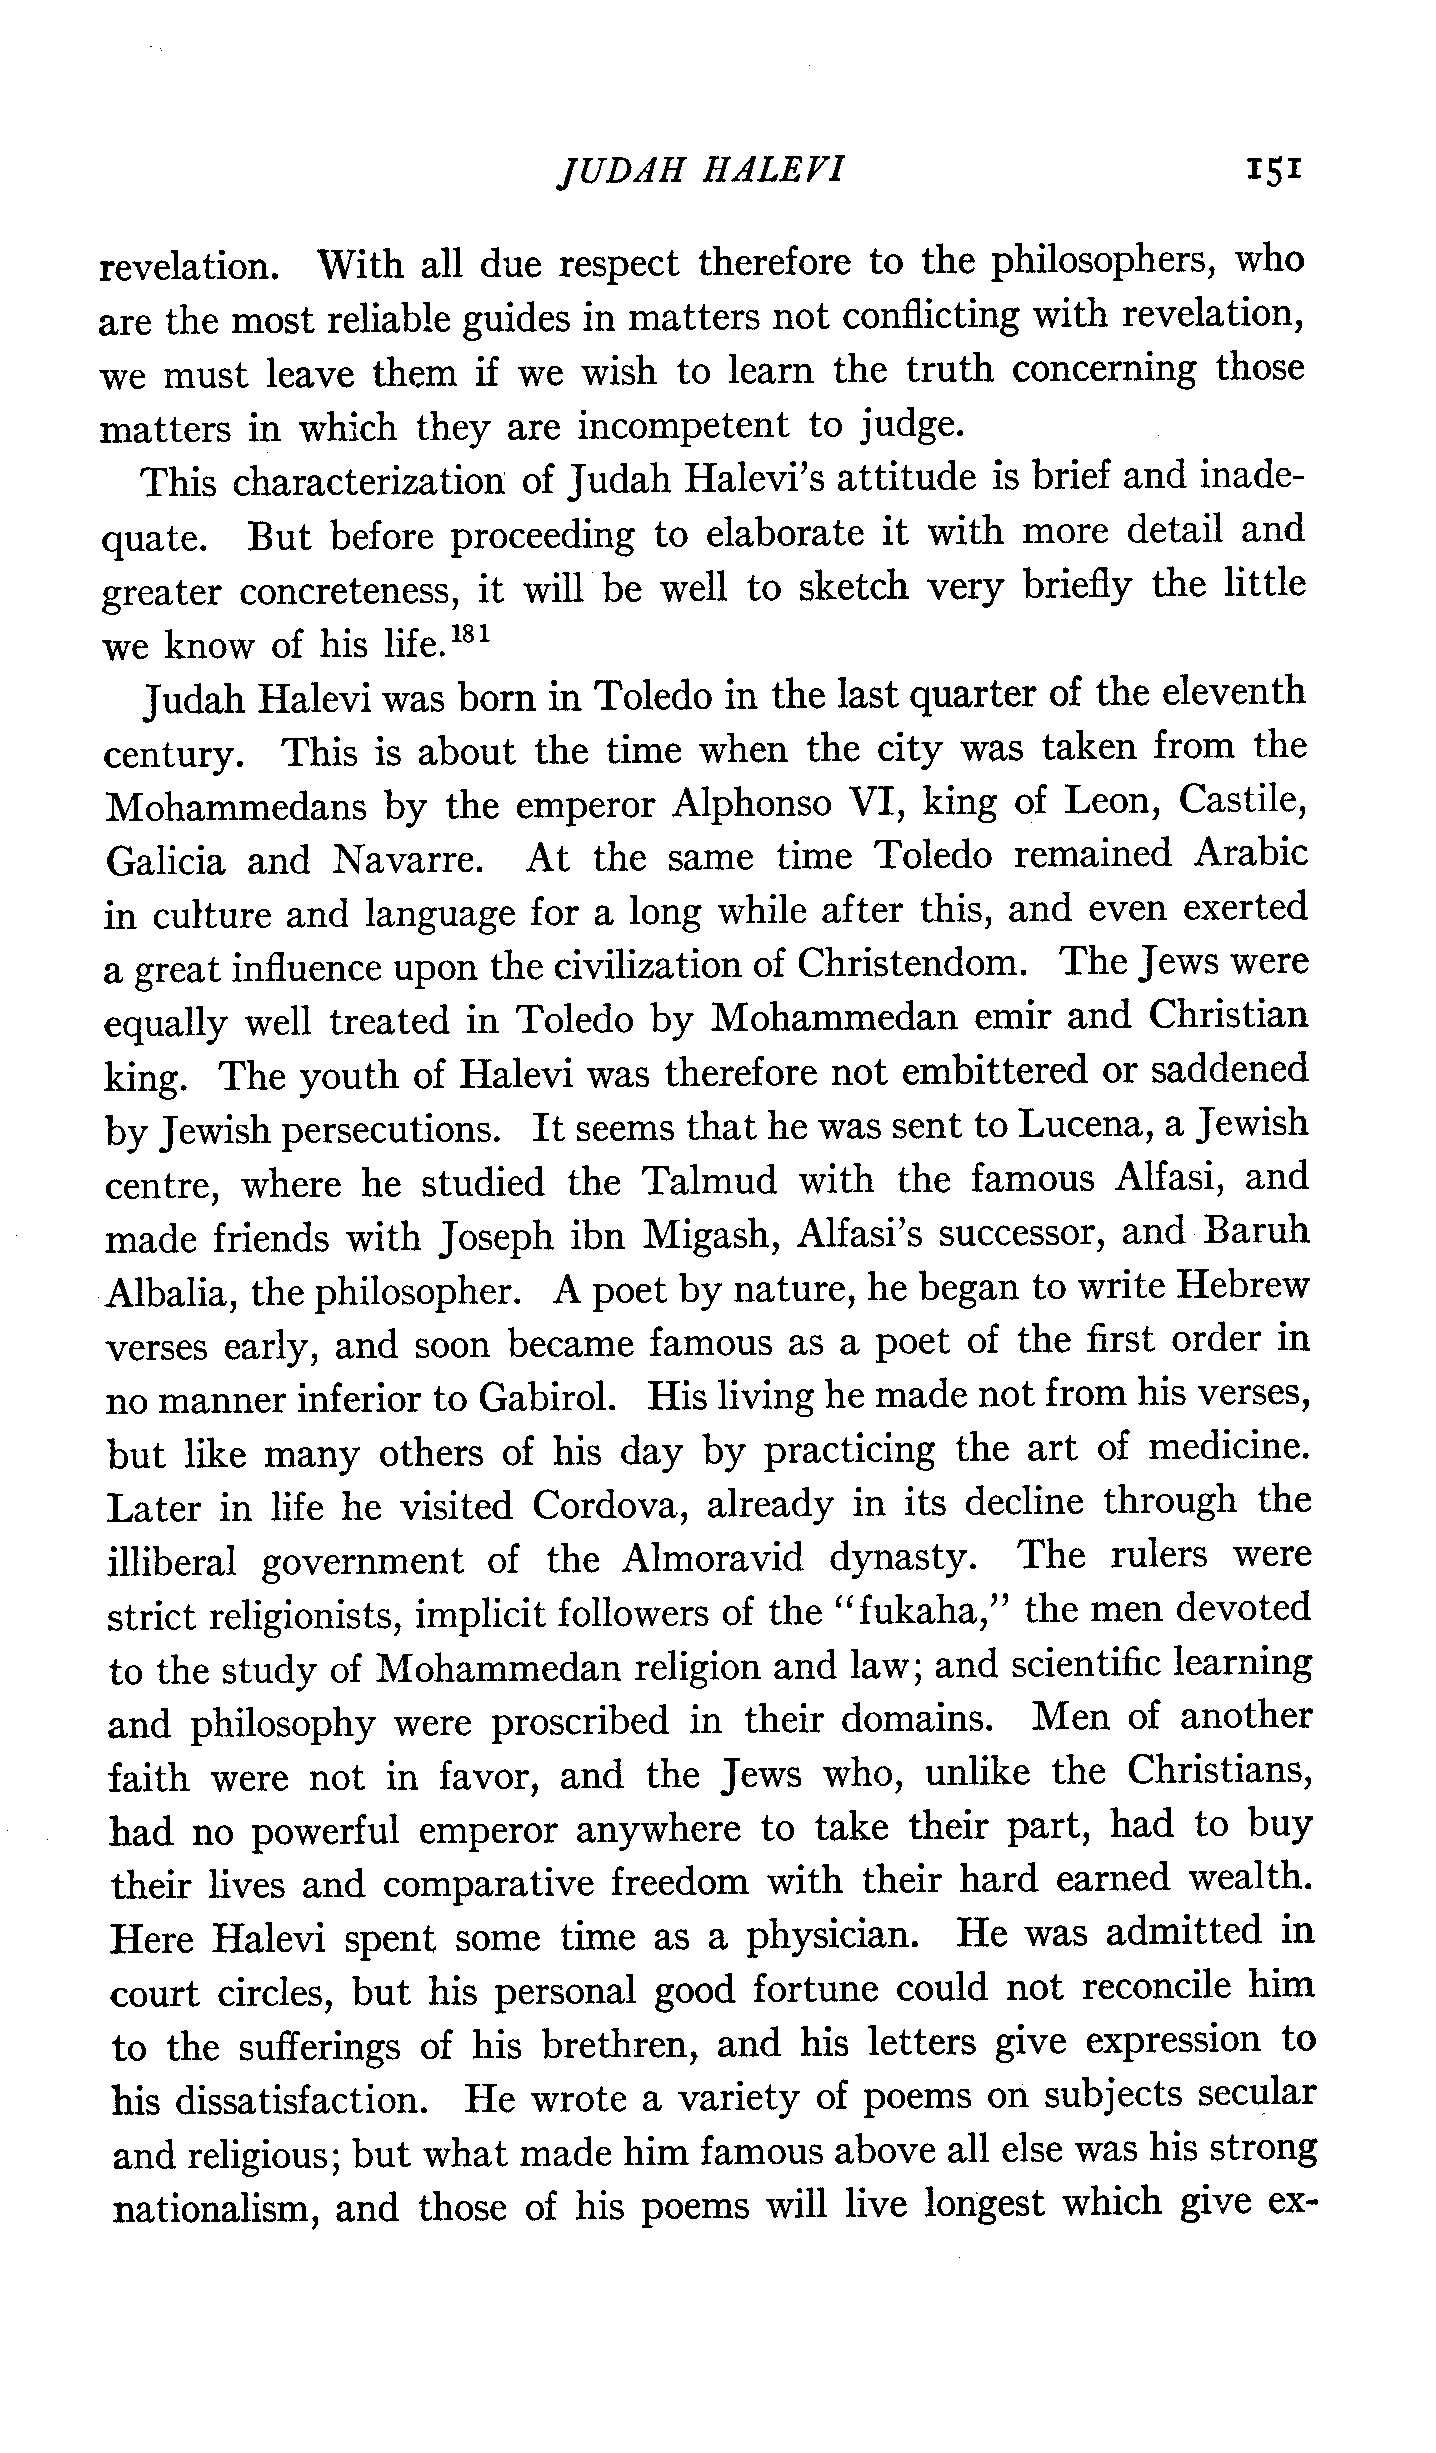 JUDAH HALEVI 151
revelation. With all due respect therefore to the philosophers, who
are the most reliable guides in matters not conflicting with revelation,
we must leave them if we wish to learn the truth concerning those
matters in which they are incompetent to judge.
This characterization of Judah Halevi's attitude is brief and inade-
quate. But before proceeding to elaborate it with more detail and
greater concreteness, it will be well to sketch very briefly the little
we know of his life.181
Judah Halevi was born in Toledo in the last quarter of the eleventh
century. This is about the time when the city was taken from the
Mohammedans by the emperor Alphonso VI, king of Leon, Castile,
Galicia and Navarre. At the same time Toledo remained Arabic
in culture and language for a long while after this, and even exerted
a great influence upon the civilization of Christendom. The Jews were
equally well treated in Toledo by Mohammedan emir and Christian
king. The youth of Halevi was therefore not embittered or saddened
by Jewish persecutions. It seems that he was sent to Lucena, a Jewish
centre, where he studied the Talmud with the famous Alfasi, and
made friends with Joseph ibn Migash, Alfasi's successor, and Baruh
Albalia, the philosopher. A poet by nature, he began to write Hebrew
verses early, and soon became famous as a poet of the first order in
no manner inferior to Gabirol. His living he made not from his verses,
but like many others of his day by practicing the art of medicine.
Later in life he visited Cordova, already in its decline through the
illiberal government of the Almoravid dynasty. The rulers were
strict religionists, implicit followers of the "fukaha," the men devoted
to the study of Mohammedan religion and law; and scientific learning
and philosophy were proscribed in their domains. Men of another
faith were not in favor, and the Jews who, unlike the Christians,
had no powerful emperor anywhere to take their part, had to buy
their lives and comparative freedom with their hard earned wealth.
Here Halevi spent some time as a physician. He was admitted in
court circles, but his personal good fortune could not reconcile him
to the sufferings of his brethren, and his letters give expression to
his dissatisfaction. He wrote a variety of poems on subjects secular
and religious; but what made him famous above all else was his strong
nationalism, and those of his poems will live longest which give ex-